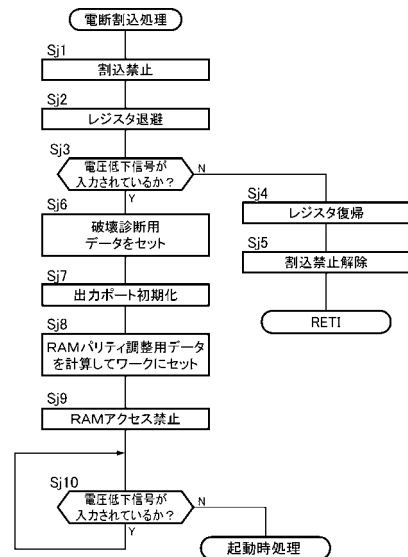 電断割込処理
Sj1
割込禁止
Sj2
レジスタ退避
Sj3
電圧低下信号が
入力されているか?
N
Y
Sj4
レジスタ復帰
Sj5
割込禁止解除
RETI
Sj6
破壊診断用
データをセット
Sj7
出力ポート初期化
Sj8
RAMパリティ調整用データ
を計算してワークにセット
Sj9
RAMアクセス禁止
Sj10
電圧低下信号が
入力されているか?
N
Y
起動時処理